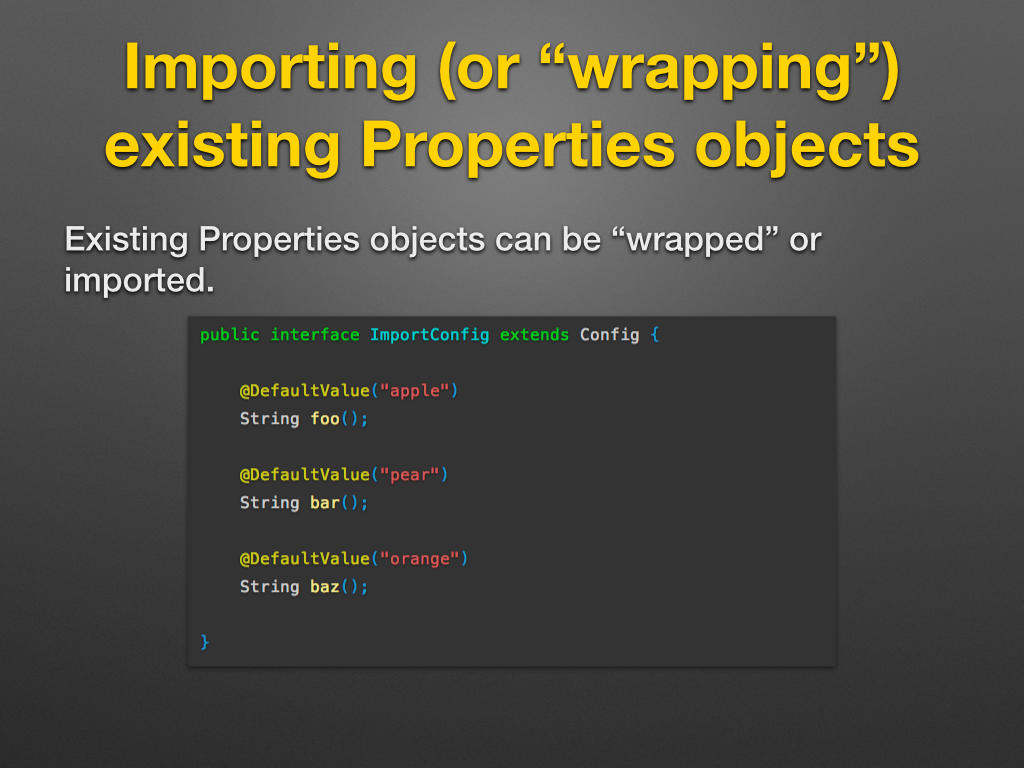 Importing (or “wrapping”)
existing Properties objects
Existing Properties objects can be “wrapped” or
imported.
public interface ImportConfig extends Config {
@DefaultValue("apple")
String foo();
@DefaultValue("pear")
String bar();
@DefaultValue("orange")
String baz();
}